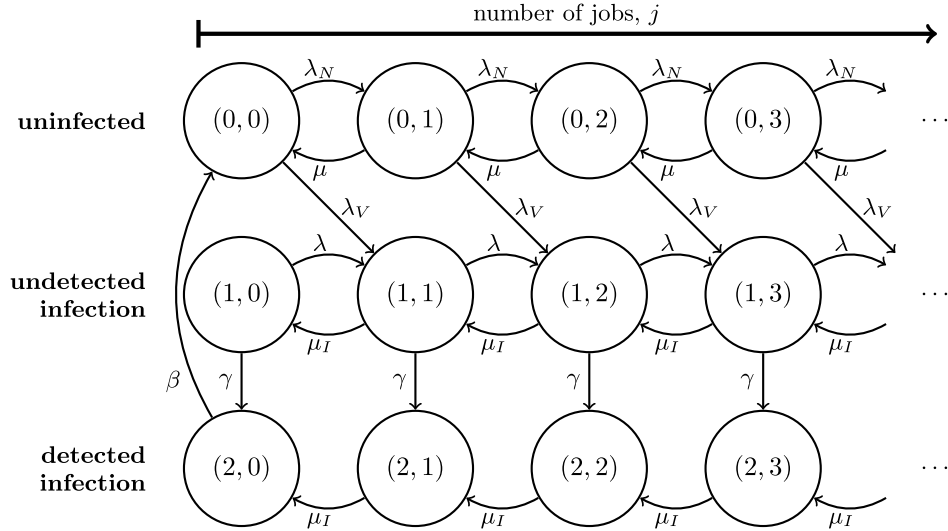 number of jobs, j
λ_N λ_N λ_N λ_N
uninfected (0, 0) (0, 1) (0, 2) (0, 3) ···
μ μ μ μ
λ_V λ_V λ_V λ_V
λ λ λ λ
undetected
infection (1, 0) (1, 1) (1, 2) (1, 3) ···
μ_I μ_I μ_I μ_I
β γ γ γ γ
detected
infection (2, 0) (2, 1) (2, 2) (2, 3) ···
μ_I μ_I μ_I μ_I